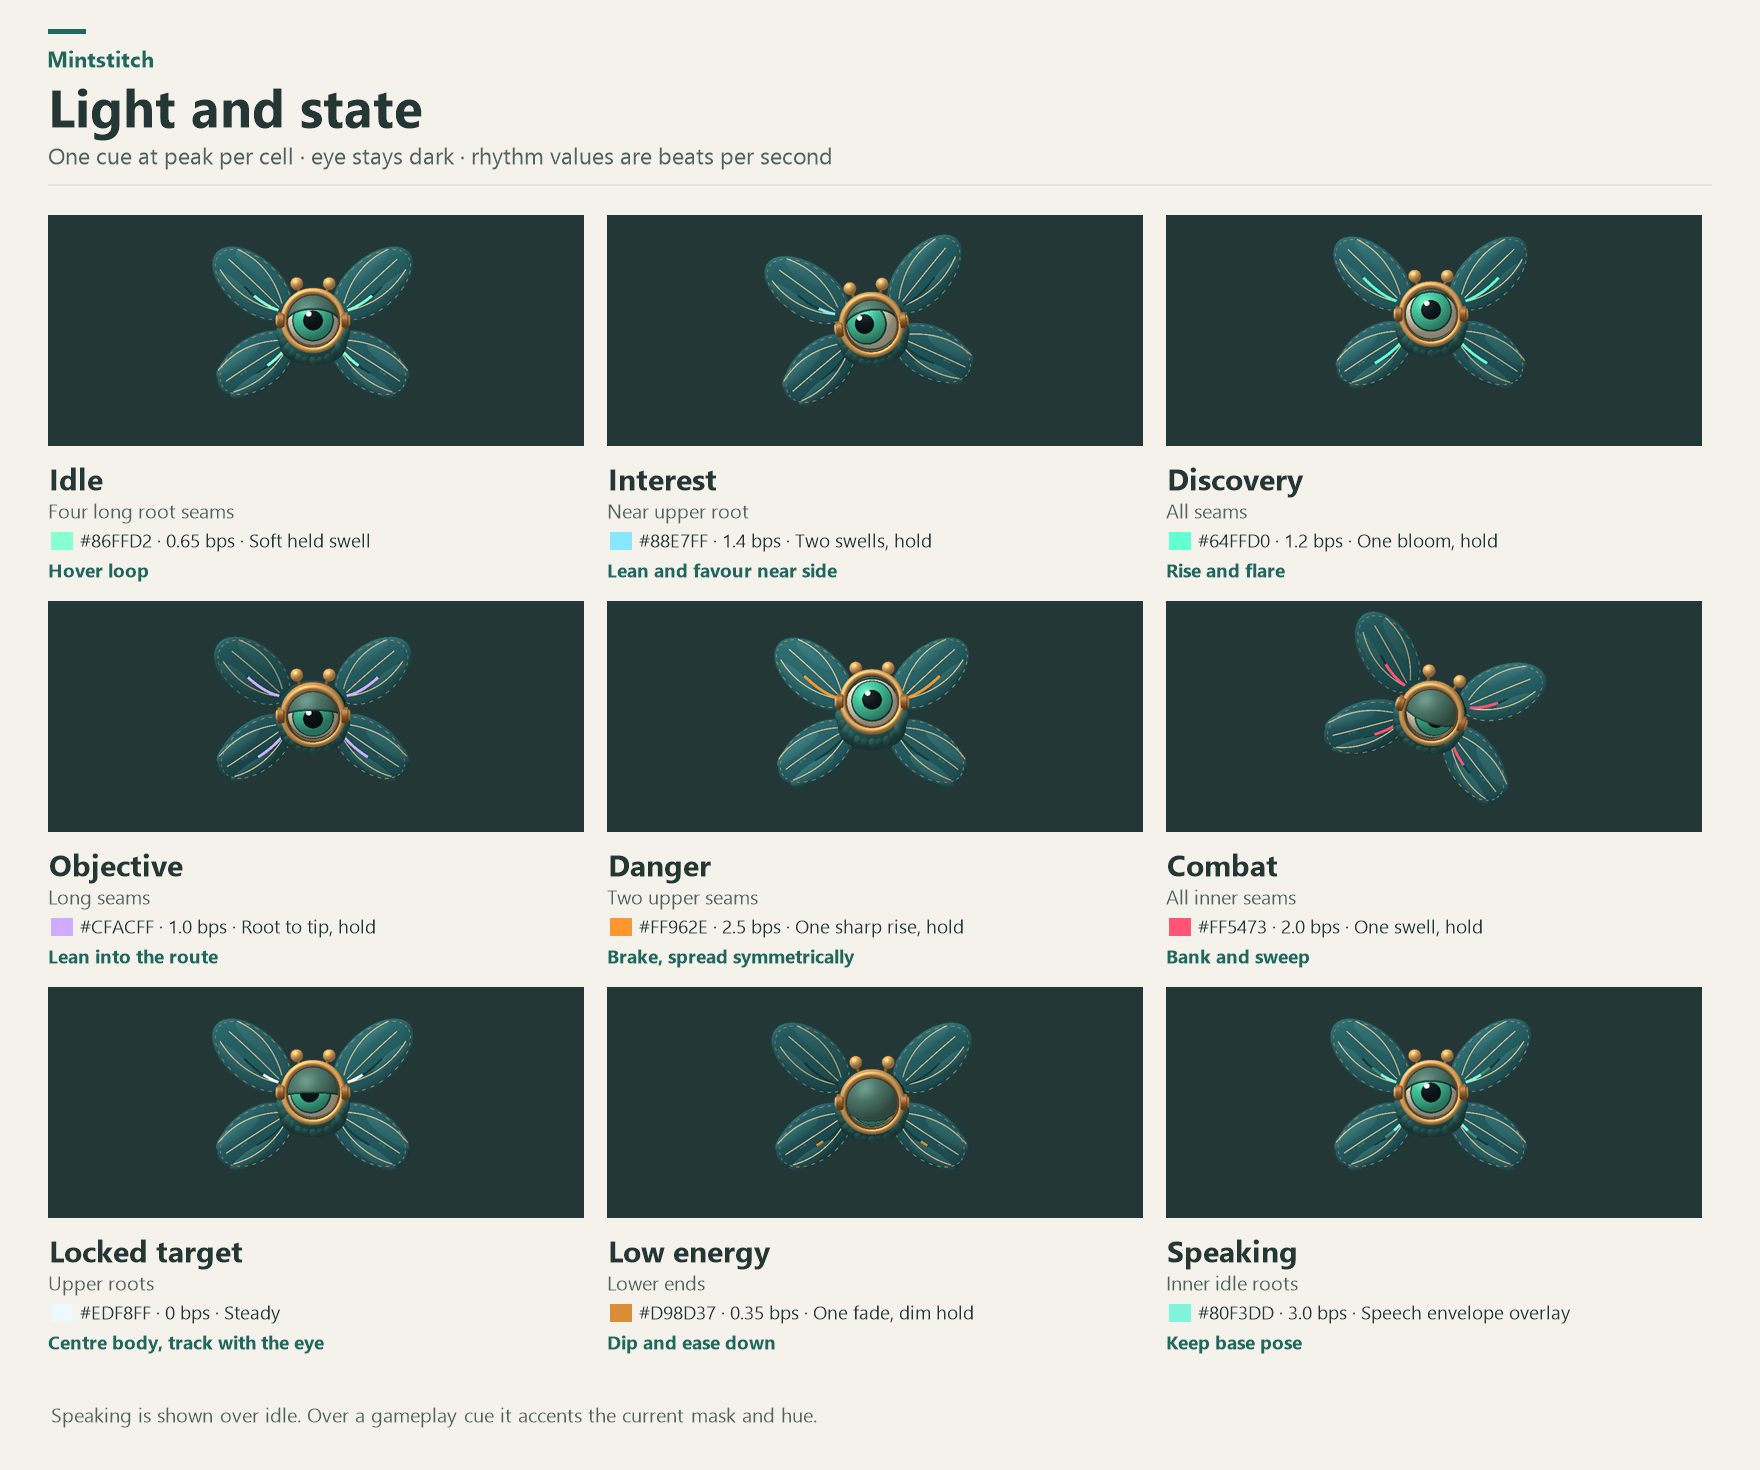 Mintstitch
Light and state
One cue at peak per cell · eye stays dark · rhythm values are beats per second
Idle
Four long root seams
#86FFD2 · 0.65 bps · Soft held swell
Hover loop
Interest
Near upper root
#88E7FF · 1.4 bps · Two swells, hold
Lean and favour near side
Discovery
All seams
#64FFD0 · 1.2 bps · One bloom, hold
Rise and flare
Objective
Long seams
#CFACFF · 1.0 bps · Root to tip, hold
Lean into the route
Danger
Two upper seams
#FF962E · 2.5 bps · One sharp rise, hold
Brake, spread symmetrically
Combat
All inner seams
#FF5473 · 2.0 bps · One swell, hold
Bank and sweep
Locked target
Upper roots
#EDF8FF · 0 bps · Steady
Centre body, track with the eye
Low energy
Lower ends
#D98D37 · 0.35 bps · One fade, dim hold
Dip and ease down
Speaking
Inner idle roots
#80F3DD · 3.0 bps · Speech envelope overlay
Keep base pose
Speaking is shown over idle. Over a gameplay cue it accents the current mask and hue.